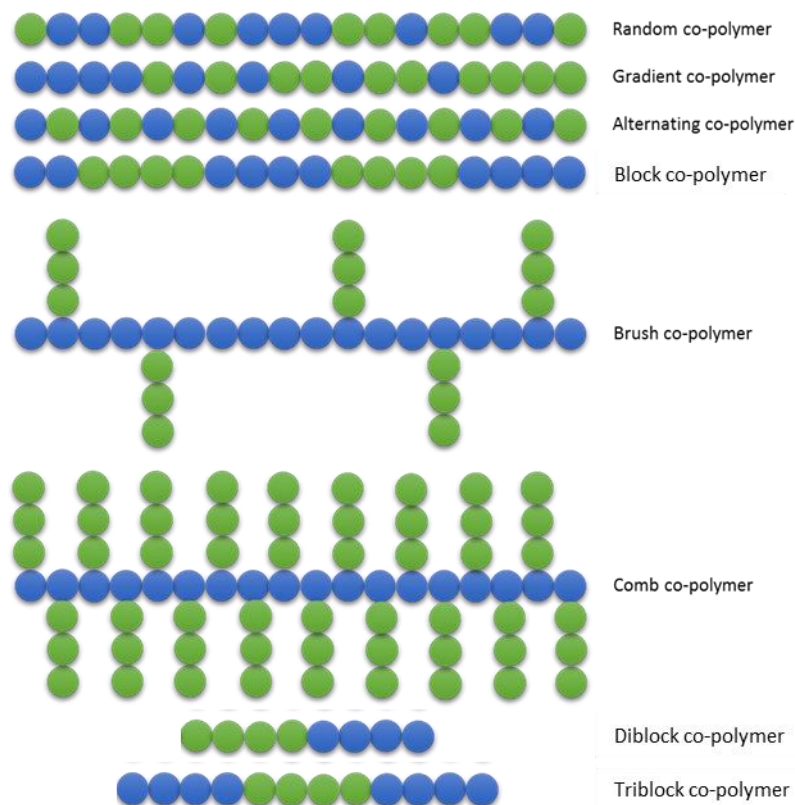 Random co-polymer
Gradient co-polymer
Alternating co-polymer
Block co-polymer
Brush co-polymer
Comb co-polymer
Diblock co-polymer
Triblock co-polymer